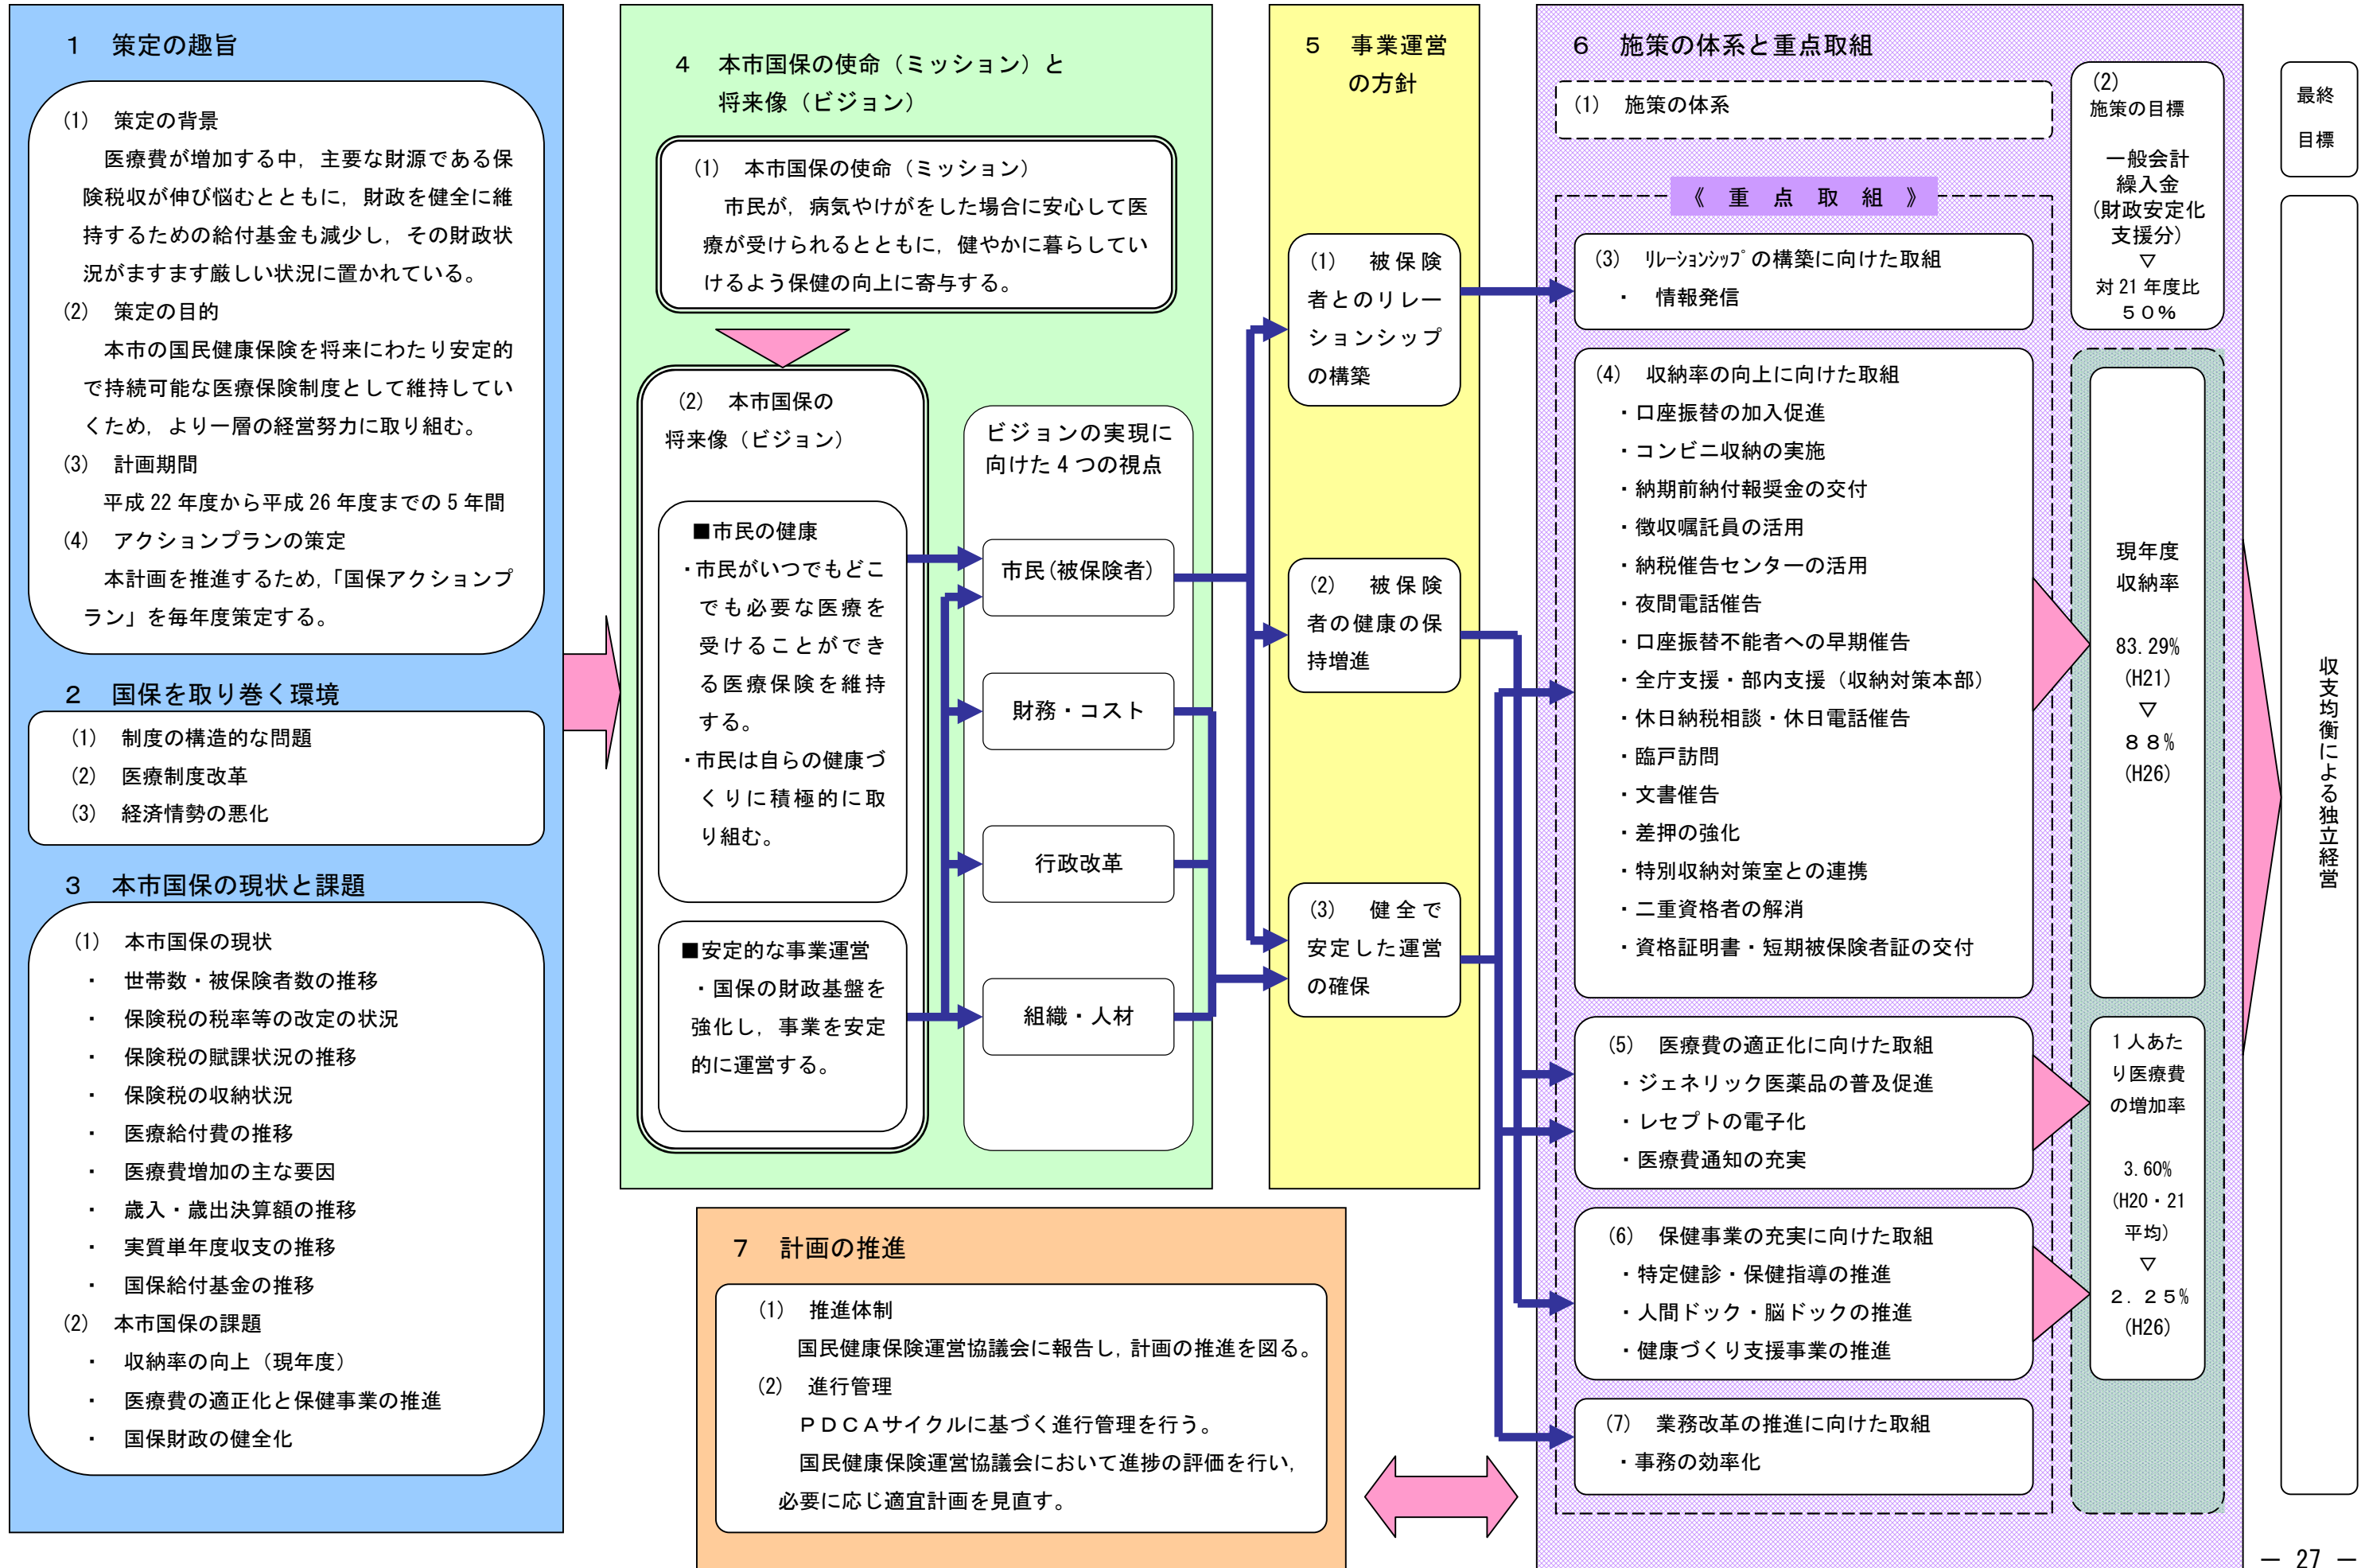 1　策定の趣旨
(1)　策定の背景
医療費が増加する中，主要な財源である保
険税収が伸び悩むとともに，財政を健全に維
持するための給付基金も減少し，その財政状
況がますます厳しい状況に置かれている。
(2)　策定の目的
本市の国民健康保険を将来にわたり安定的
で持続可能な医療保険制度として維持してい
くため，より一層の経営努力に取り組む。
(3)　計画期間
平成 22 年度から平成 26 年度までの 5 年間
(4)　アクションプランの策定
本計画を推進するため，「国保アクションプ
ラン」を毎年度策定する。
2　国保を取り巻く環境
(1)　制度の構造的な問題
(2)　医療制度改革
(3)　経済情勢の悪化
3　本市国保の現状と課題
(1)　本市国保の現状
・　世帯数・被保険者数の推移
・　保険税の税率等の改定の状況
・　保険税の賦課状況の推移
・　保険税の収納状況
・　医療給付費の推移
・　医療費増加の主な要因
・　歳入・歳出決算額の推移
・　実質単年度収支の推移
・　国保給付基金の推移
(2)　本市国保の課題
・　収納率の向上（現年度）
・　医療費の適正化と保健事業の推進
・　国保財政の健全化
4　本市国保の使命（ミッション）と
将来像（ビジョン）
(1)　本市国保の使命（ミッション）
市民が，病気やけがをした場合に安心して医
療が受けられるとともに，健やかに暮らしてい
けるよう保健の向上に寄与する。
(2)　本市国保の
将来像（ビジョン）
■市民の健康
・市民がいつでもどこ
でも必要な医療を
受けることができ
る医療保険を維持
する。
・市民は自らの健康づ
くりに積極的に取
り組む。
■安定的な事業運営
・国保の財政基盤を
強化し，事業を安定
的に運営する。
ビジョンの実現に
向けた 4 つの視点
市民(被保険者)
財務・コスト
行政改革
組織・人材
5　事業運営
の方針
(1)　被保険
者とのリレー
ションシップ
の構築
(2)　被保険
者の健康の保
持増進
(3)　健全で
安定した運営
の確保
6　施策の体系と重点取組
(1)　施策の体系
《　重　点　取　組　》
(3)　ﾘﾚｰｼｮﾝｼｯﾌﾟの構築に向けた取組
・　情報発信
(4)　収納率の向上に向けた取組
・口座振替の加入促進
・コンビニ収納の実施
・納期前納付報奨金の交付
・徴収嘱託員の活用
・納税催告センターの活用
・夜間電話催告
・口座振替不能者への早期催告
・全庁支援・部内支援（収納対策本部）
・休日納税相談・休日電話催告
・臨戸訪問
・文書催告
・差押の強化
・特別収納対策室との連携
・二重資格者の解消
・資格証明書・短期被保険者証の交付
(5)　医療費の適正化に向けた取組
・ジェネリック医薬品の普及促進
・レセプトの電子化
・医療費通知の充実
(6)　保健事業の充実に向けた取組
・特定健診・保健指導の推進
・人間ドック・脳ドックの推進
・健康づくり支援事業の推進
(7)　業務改革の推進に向けた取組
・事務の効率化
(2)
施策の目標
一般会計
繰入金
(財政安定化
支援分)
▽
対 21 年度比
５０%
現年度
収納率
83.29%
(H21)
▽
８８%
(H26)
1 人あた
り医療費
の増加率
3.60%
(H20・21
平均)
▽
２．２５%
(H26)
最終
目標
収支均衡による独立経営
7　計画の推進
(1)　推進体制
国民健康保険運営協議会に報告し，計画の推進を図る。
(2)　進行管理
ＰＤＣＡサイクルに基づく進行管理を行う。
国民健康保険運営協議会において進捗の評価を行い，
必要に応じ適宜計画を見直す。
― 27 ―